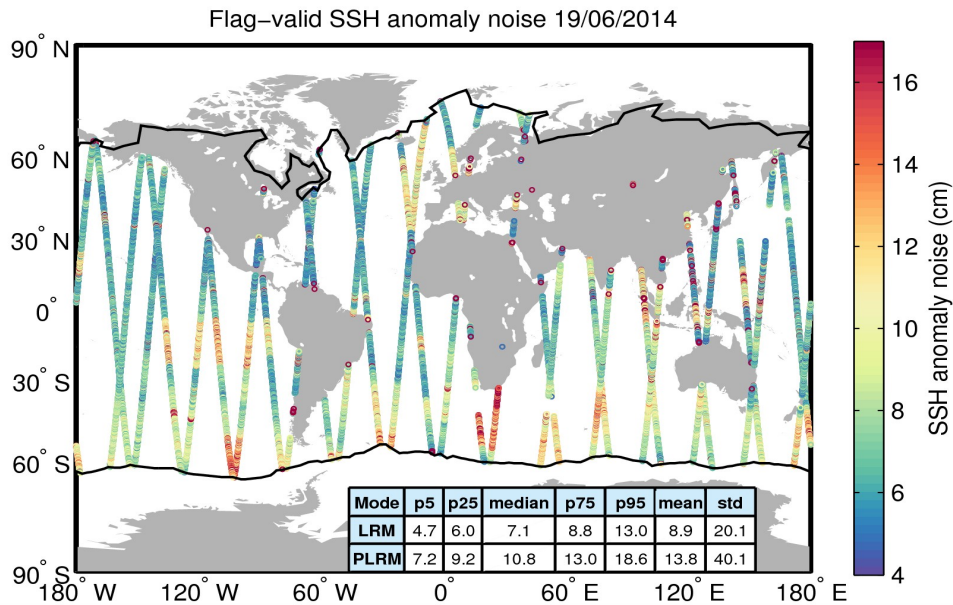 Flag−valid SSH anomaly noise 19/06/2014
90° N
60° N
30° N
0°
30° S
60° S
90° S
180° W
120° W
60° W
0°
60° E
120° E
180° E
16
14
12
10
8
6
4
SSH anomaly noise (cm)
Mode p5 p25 median p75 p95 mean std
LRM 4.7 6.0 7.1 8.8 13.0 8.9 20.1
PLRM 7.2 9.2 10.8 13.0 18.6 13.8 40.1